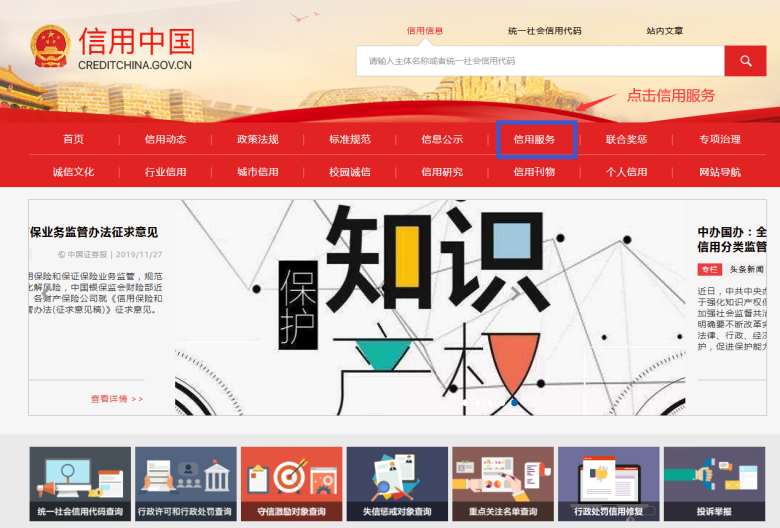 信用信息 统一社会信用代码 站内文章
信用中国
CREDITCHINA.GOV.CN
请输入主体名称或者统一社会信用代码
点击信用服务
首页 信用动态 政策法规 标准规范 信息公示 信用服务 联合奖惩 专项治理
诚信文化 行业信用 城市信用 校园诚信 信用研究 信用刊物 个人信用 网站导航
保业务监管办法征求意见
中国证券报 | 2019/11/27
保险和保证保险业务监管，规范
解风险，中国银保监会财险部近
各财产保险公司就《信用保险和
办法(征求意见稿)》征求意见。
查看详情 >>
知识
保护
产权
中办国办：全
信用分类监管
专栏 头条新闻
近日，中共中央办
于强化知识产权保
加强社会监督共治
明确要不断改革完
法律、行政、经济
护，促进保护能力
统一社会信用代码查询 行政许可和行政处罚查询 守信激励对象查询 失信惩戒对象查询 重点关注名单查询 行政处罚信用修复 投诉举报